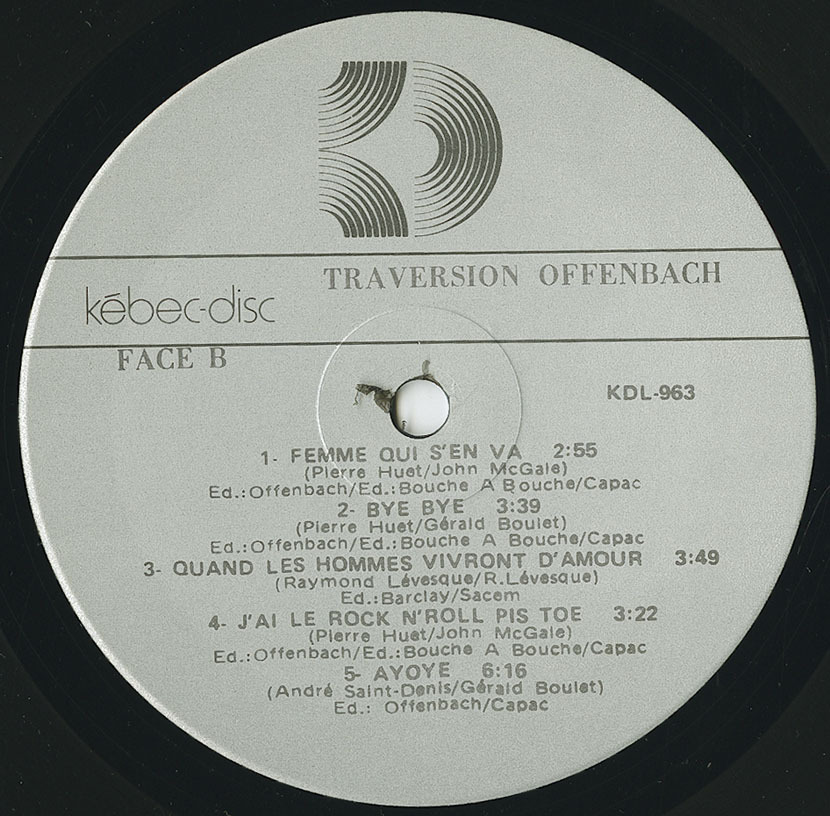 TRAVERSION OFFENBACH
kébec-disc
FACE B
KDL-963
1- FEMME QUI S'EN VA 2:55
(Pierre Huet/John McGale)
Ed.:Offenbach/Ed.:Bouche A Bouche/Capac
2- BYE BYE 3:39
(Pierre Huet/Gérald Boulet)
Ed.:Offenbach/Ed.:Bouche A Bouche/Capac
3- QUAND LES HOMMES VIVRONT D'AMOUR 3:49
(Raymond Lévesque/R.Lévesque)
Ed.:Barclay/Sacem
4- J'AI LE ROCK N'ROLL PIS TOE 3:22
(Pierre Huet/John McGale)
Ed.:Offenbach/Ed.:Bouche A Bouche/Capac
5- AYOYE 6:16
(André Saint-Denis/Gérald Boulet)
Ed.: Offenbach/Capac